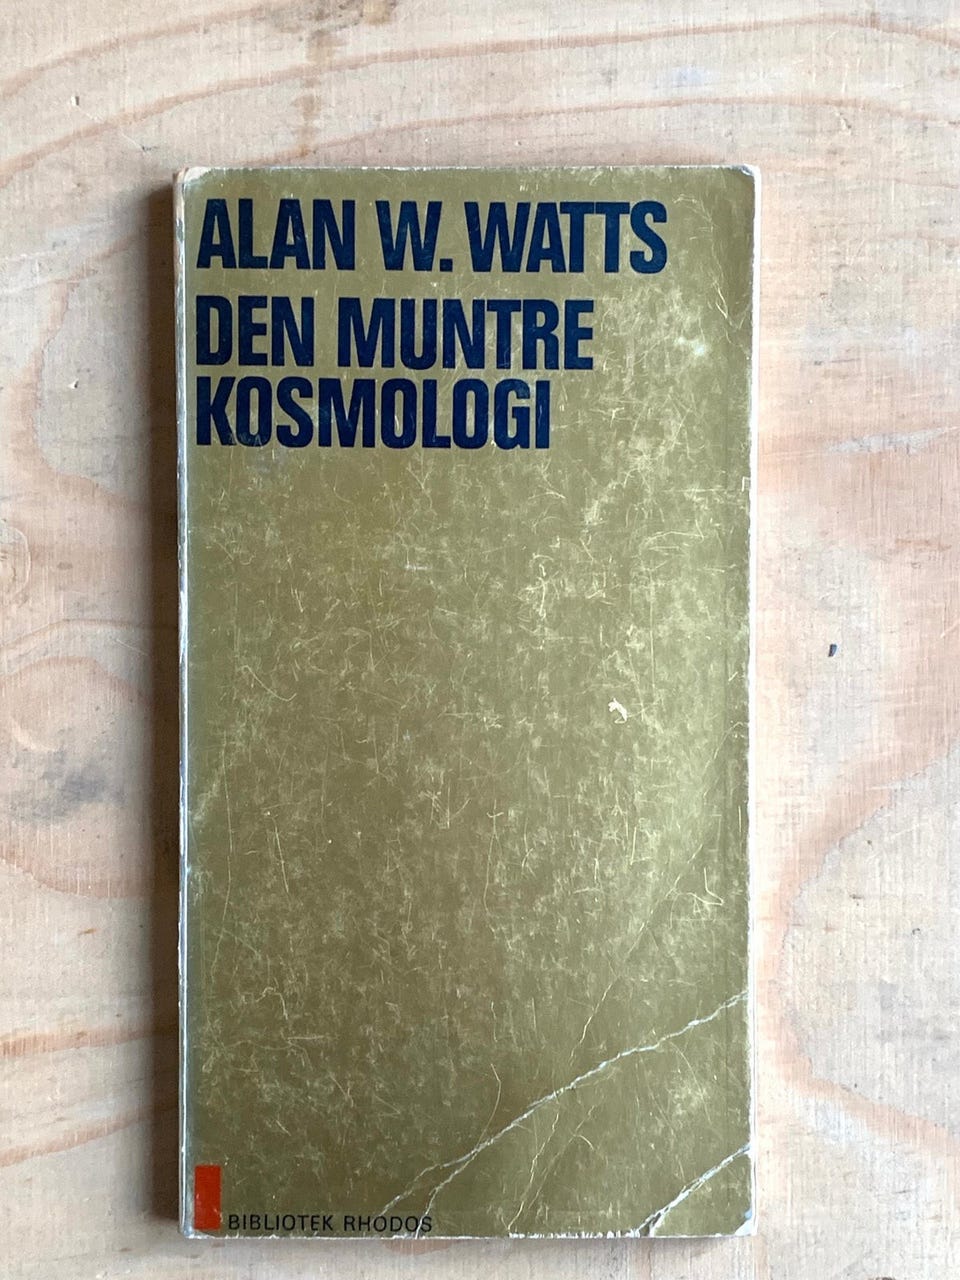 ALAN W. WATTS
DEN MUNTRE
KOSMOLOGI
BIBLIOTEK RHODOS